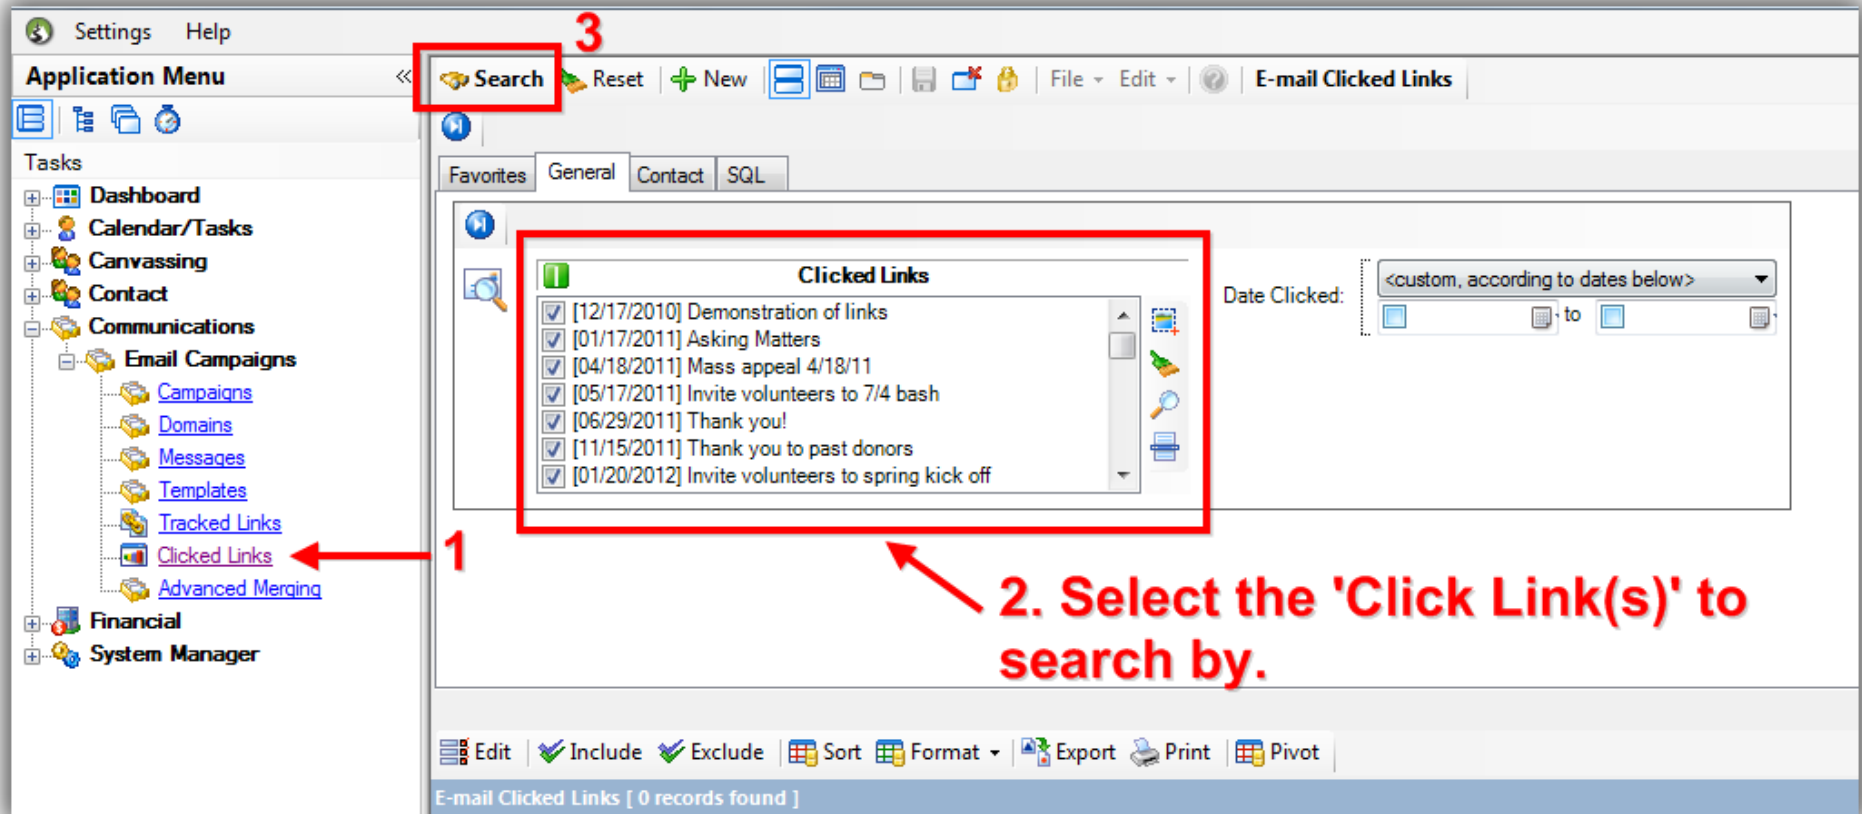 Settings Help
3
Application Menu «
Search Reset New File Edit E-mail Clicked Links
Tasks
Favorites General Contact SQL
Dashboard
Calendar/Tasks
Canvassing
Contact
Communications
Email Campaigns
Campaigns
Domains
Messages
Templates
Tracked Links
Clicked Links
Advanced Merging
Financial
System Manager
1
Clicked Links
[12/17/2010] Demonstration of links
[01/17/2011] Asking Matters
[04/18/2011] Mass appeal 4/18/11
[05/17/2011] Invite volunteers to 7/4 bash
[06/29/2011] Thank you!
[11/15/2011] Thank you to past donors
[01/20/2012] Invite volunteers to spring kick off
Date Clicked:
<custom, according to dates below>
to
2. Select the 'Click Link(s)' to
search by.
Edit Include Exclude Sort Format Export Print Pivot
E-mail Clicked Links [ 0 records found ]